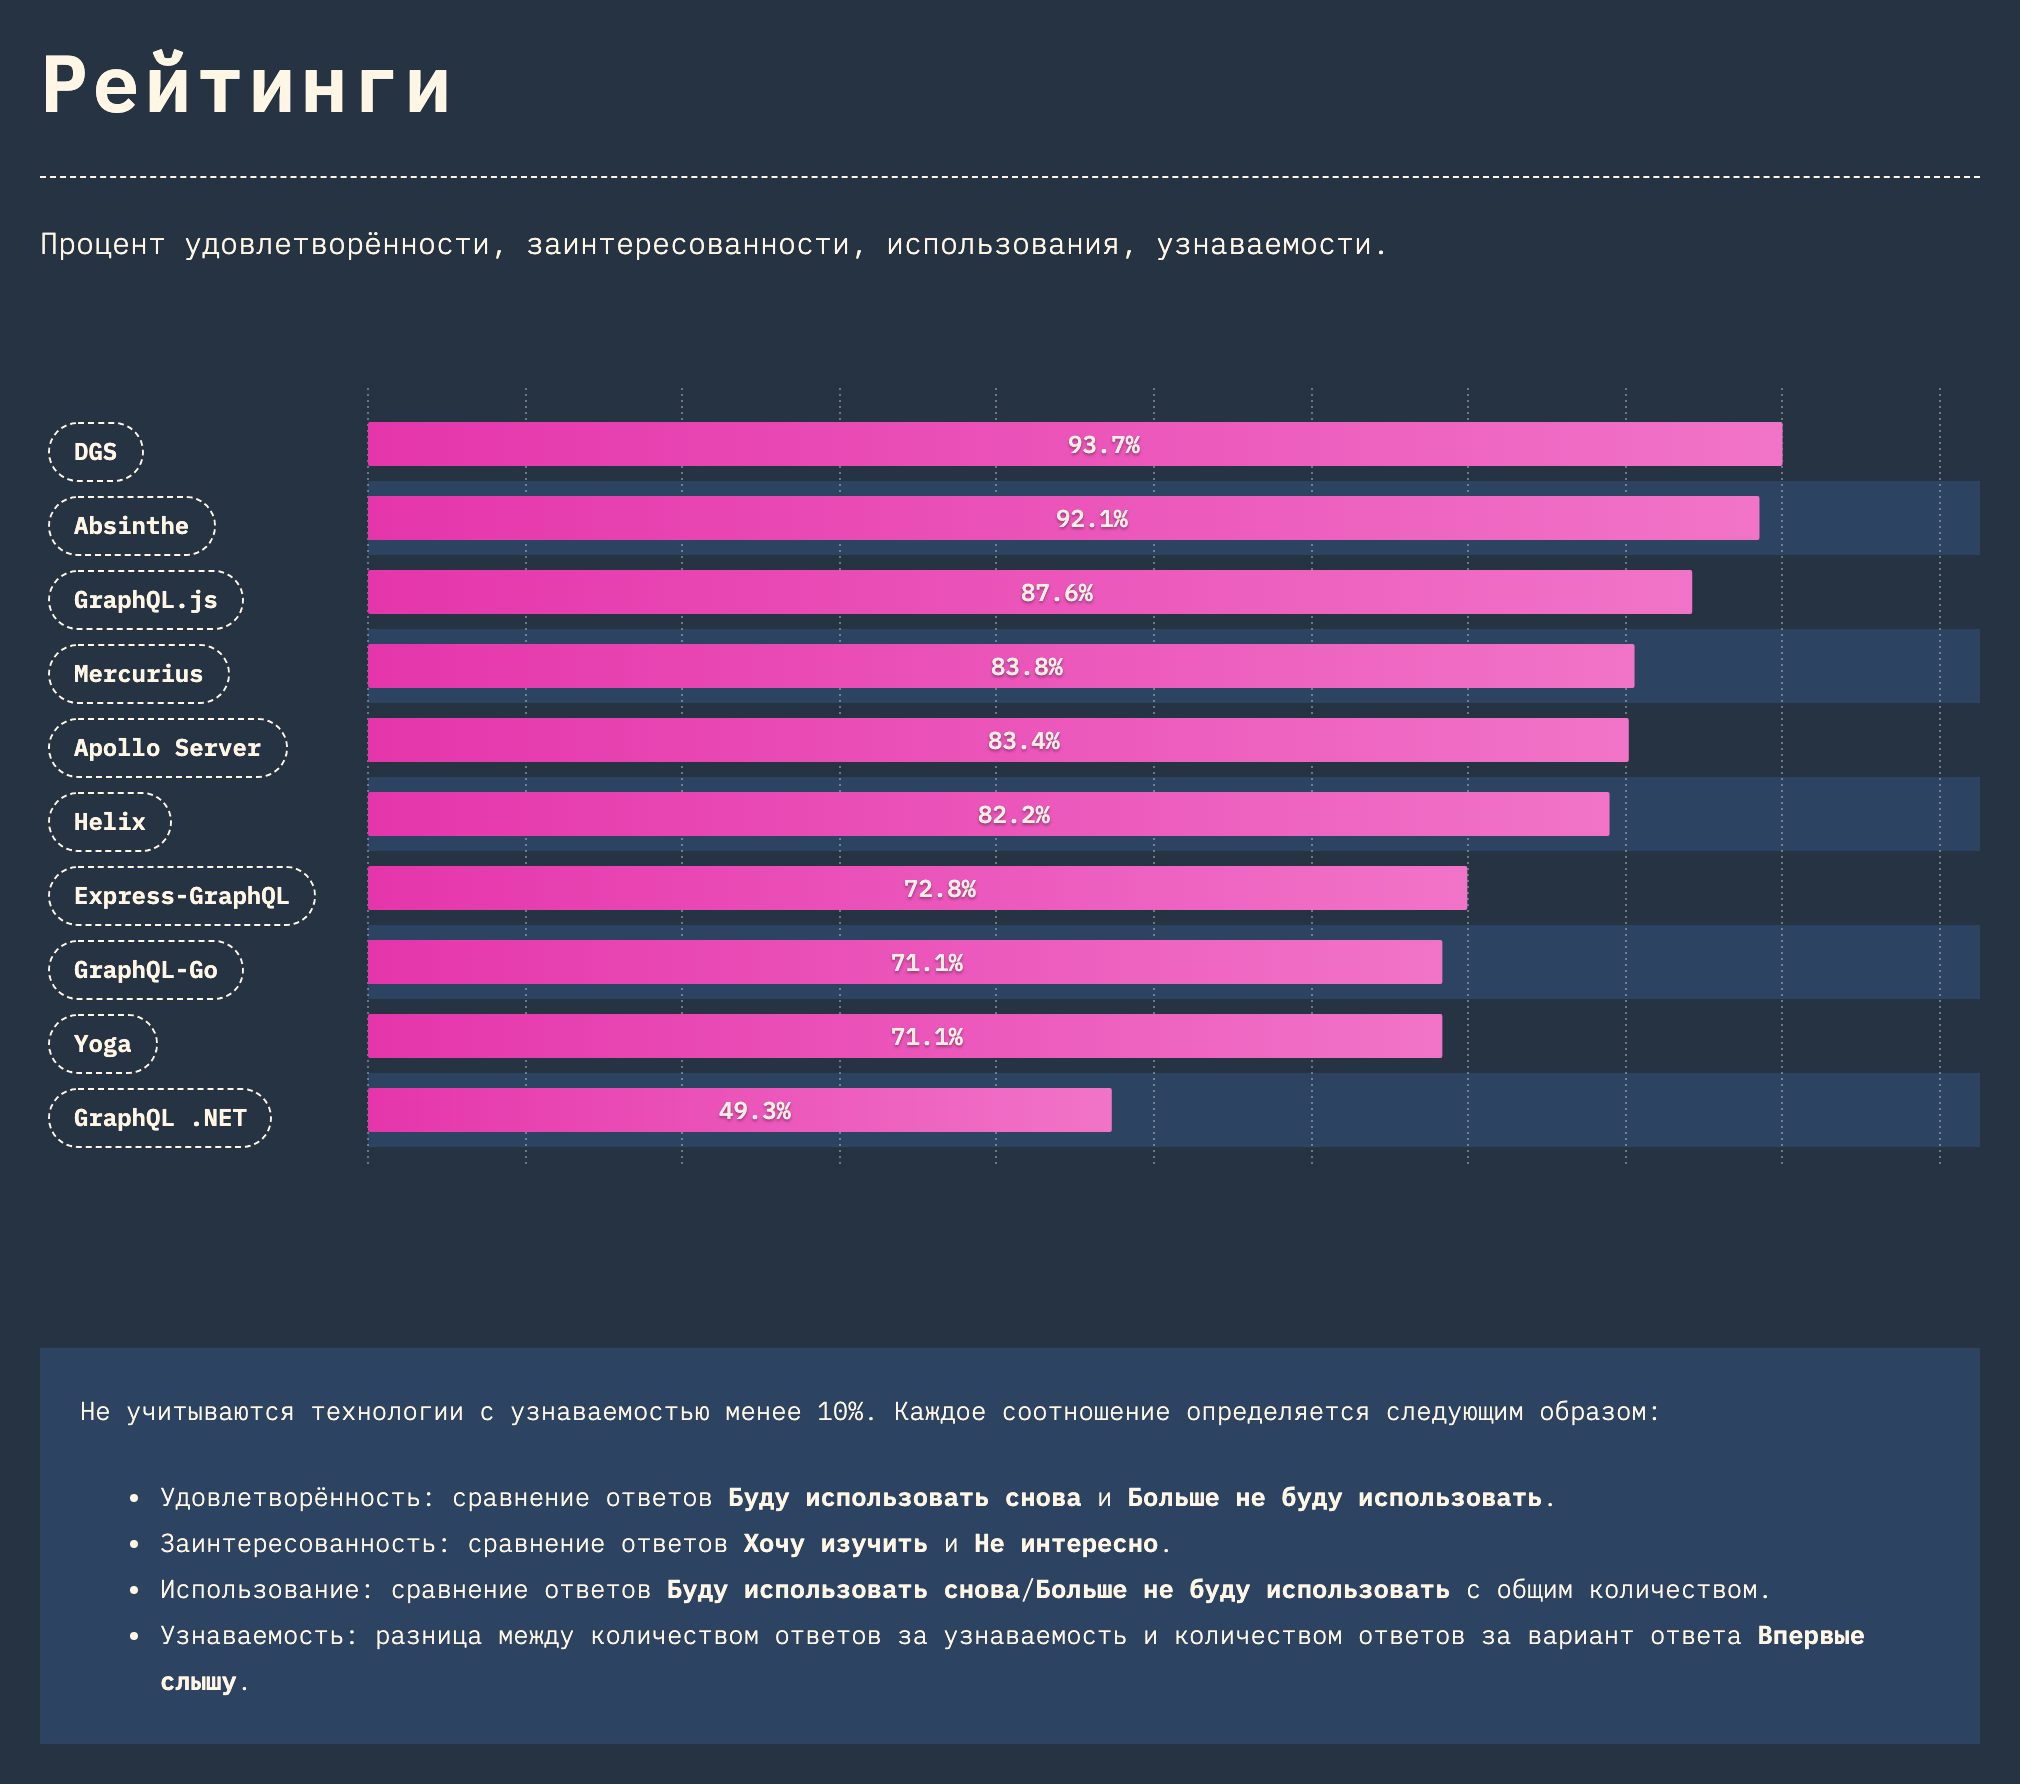 Рейтинги
Процент удовлетворённости, заинтересованности, использования, узнаваемости.
DGS 93.7%
Absinthe 92.1%
GraphQL.js 87.6%
Mercurius 83.8%
Apollo Server 83.4%
Helix 82.2%
Express-GraphQL 72.8%
GraphQL-Go 71.1%
Yoga 71.1%
GraphQL .NET 49.3%
Не учитываются технологии с узнаваемостью менее 10%. Каждое соотношение определяется следующим образом:
• Удовлетворённость: сравнение ответов Буду использовать снова и Больше не буду использовать.
• Заинтересованность: сравнение ответов Хочу изучить и Не интересно.
• Использование: сравнение ответов Буду использовать снова/Больше не буду использовать с общим количеством.
• Узнаваемость: разница между количеством ответов за узнаваемость и количеством ответов за вариант ответа Впервые
слышу.